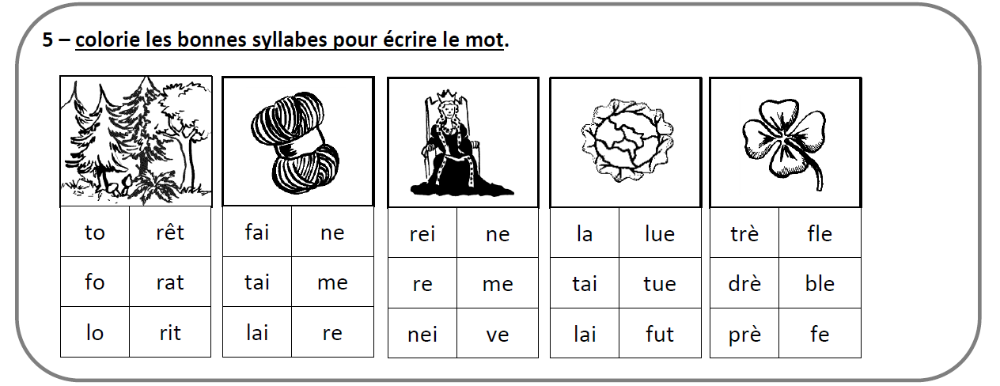 5 – colorie les bonnes syllabes pour écrire le mot.
to rêt fai ne rei ne la lue trè fle
fo rat tai me re me tai tue drè ble
lo rit lai re nei ve lai fut prè fe